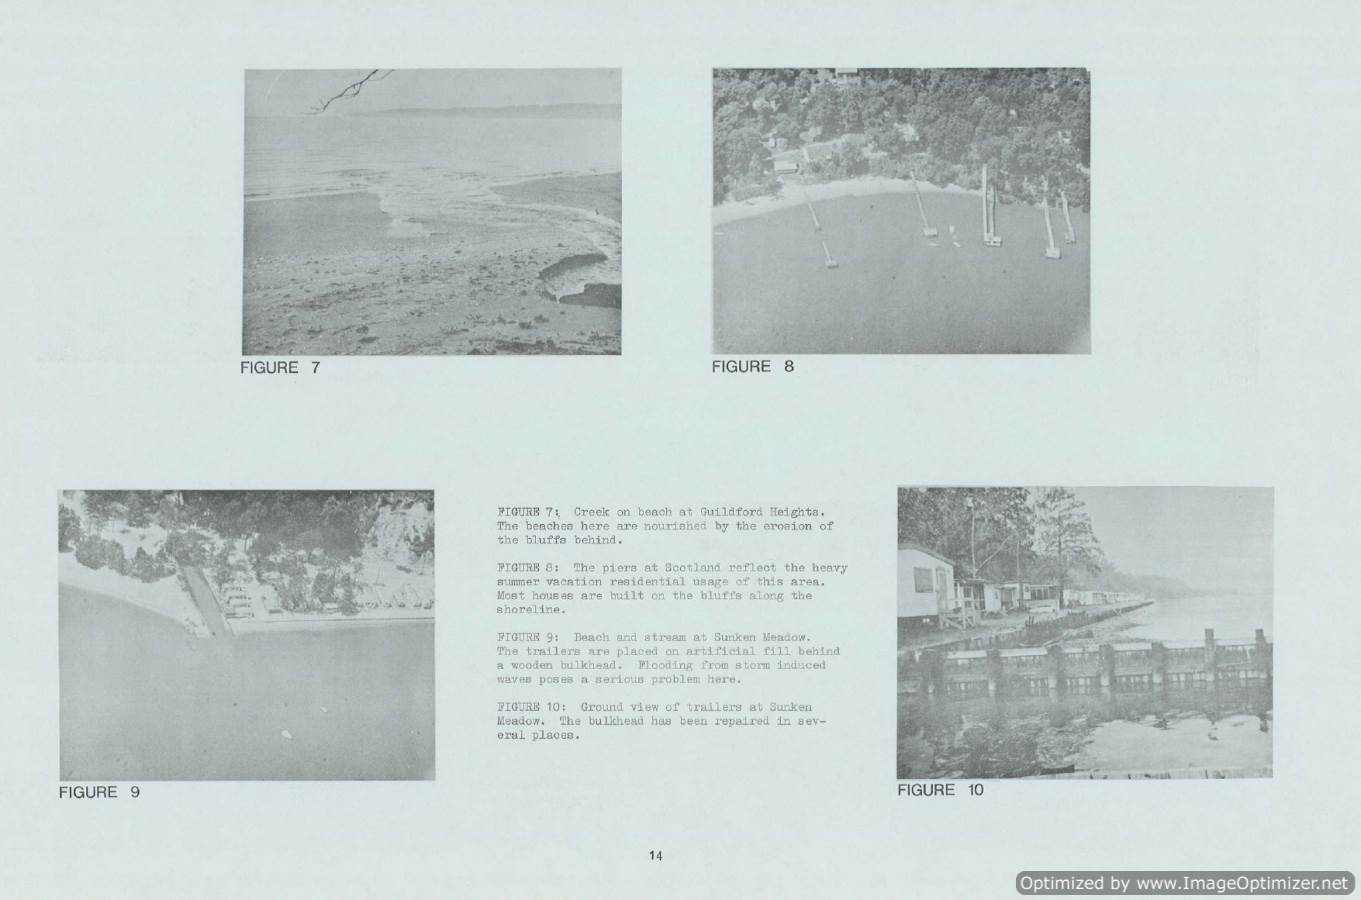 FIGURE 7
FIGURE 8
FIGURE 7: Creek on beach at Guildford Heights.
The beaches here are nourished by the erosion of
the bluffs behind.
FIGURE 8: The piers at Scotland reflect the heavy
summer vacation residential usage of this area.
Most houses are built on the bluffs along the
shoreline.
FIGURE 9: Beach and stream at Sunken Meadow.
The trailers are placed on artificial fill behind
a wooden bulkhead. Flooding from storm induced
waves poses a serious problem here.
FIGURE 10: Ground view of trailers at Sunken
Meadow. The bulkhead has been repaired in sev-
eral places.
FIGURE 9
FIGURE 10
14
Optimized by www.ImageOptimizer.net